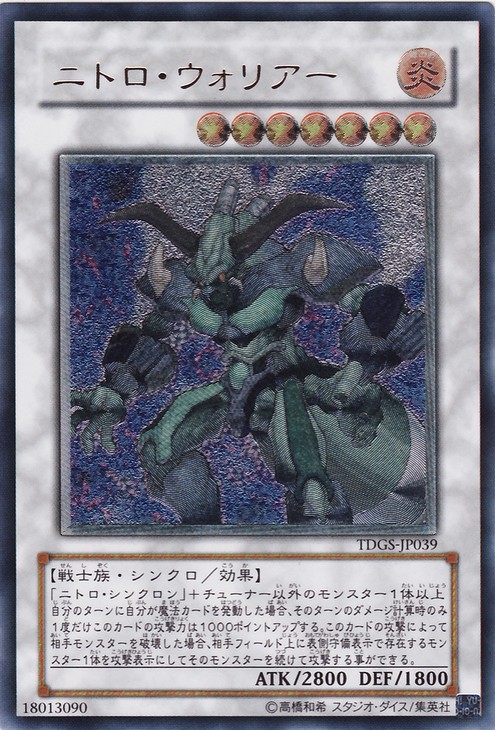 ニトロ・ウォリアー
炎
TDGS-JP039
【戦士族・シンクロ/効果】
「ニトロ・シンクロン」+チューナー以外のモンスター1体以上
自分のターンに自分が魔法カードを発動した場合、そのターンのダメージ計算時のみ
1度だけこのカードの攻撃力は1000ポイントアップする。このカードの攻撃によって
相手モンスターを破壊した場合、相手フィールド上に表側守備表示で存在するモン
スター1体を攻撃表示にしてそのモンスターを続けて攻撃する事ができる。
ATK/2800 DEF/1800
18013090
©高橋和希 スタジオ・ダイス/集英社